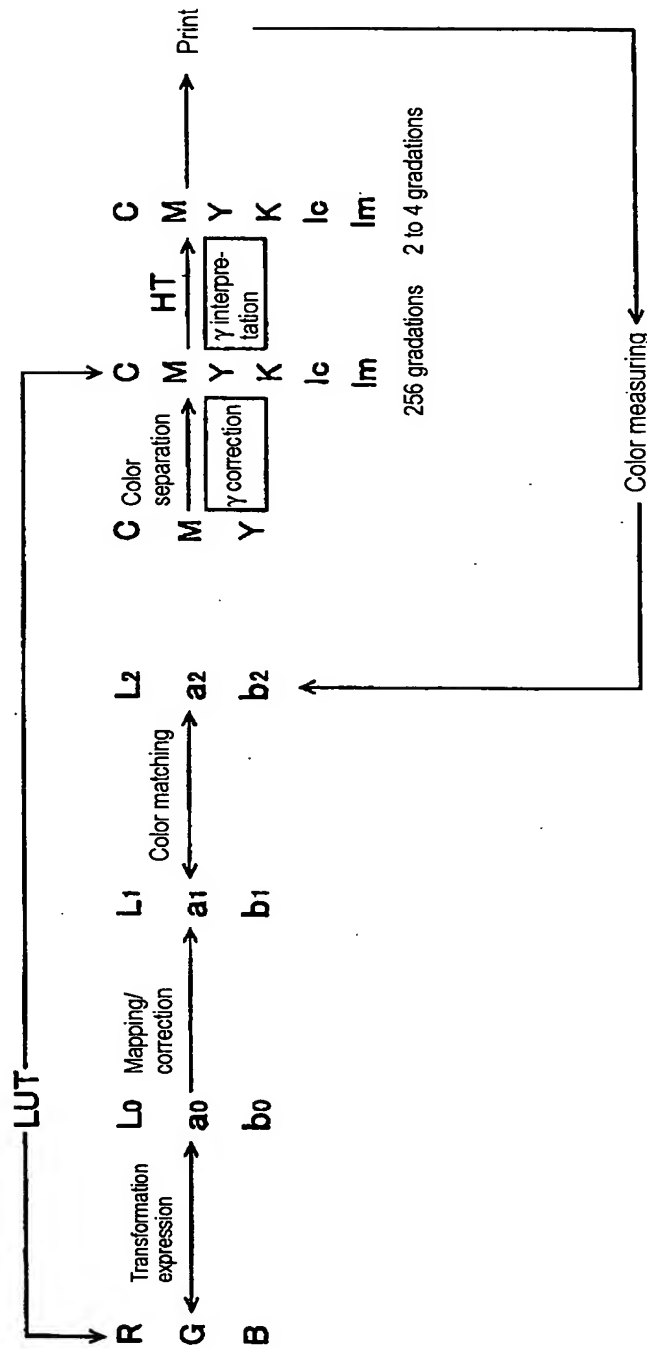 LUT
R
G
B
Transformation
expression
L0
a0
b0
Mapping/
correction
L1
a1
b1
Color matching
L2
a2
b2
C
M
Y
Color
separation
γ correction
C
M
Y
K
lc
lm
256 gradations
HT
γ interpre-
tation
C
M
Y
K
lc
lm
2 to 4 gradations
Print
Color measuring